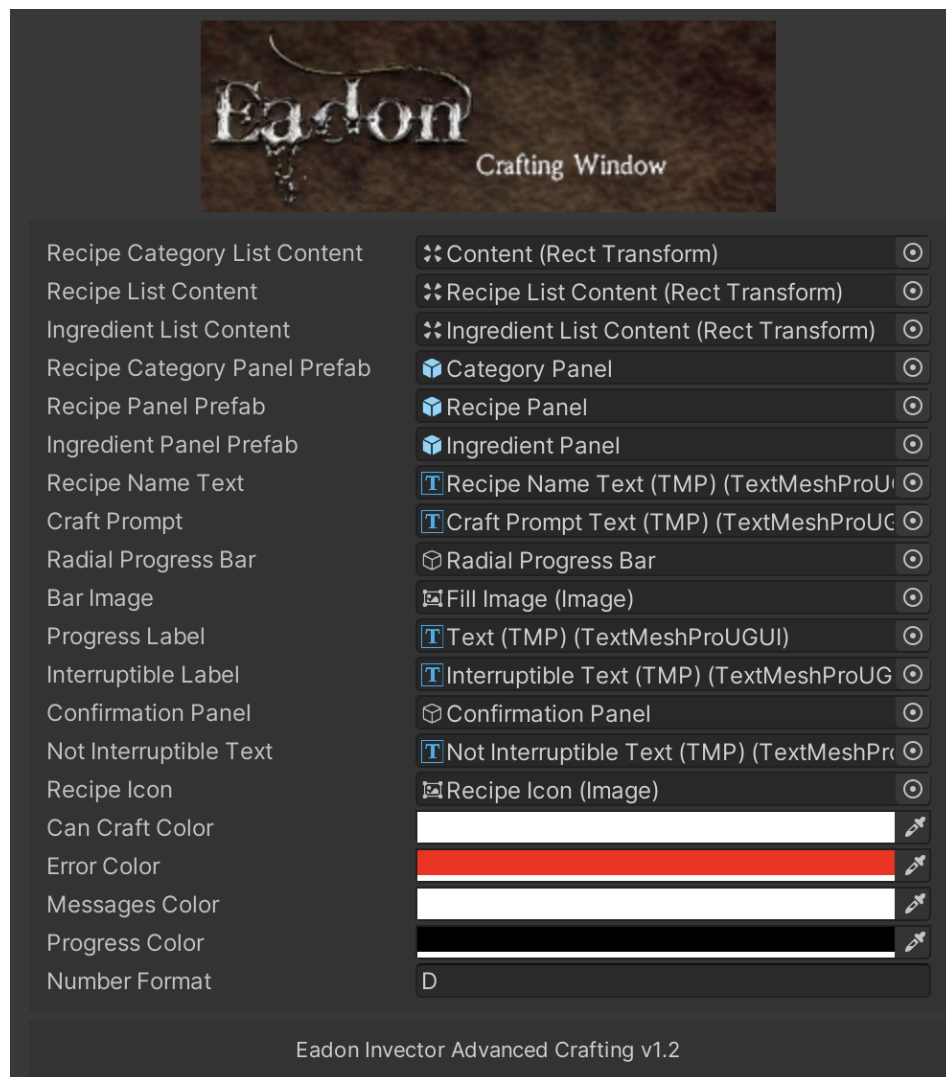 Eadon
Crafting Window
Recipe Category List Content Content (Rect Transform)
Recipe List Content Recipe List Content (Rect Transform)
Ingredient List Content Ingredient List Content (Rect Transform)
Recipe Category Panel Prefab Category Panel
Recipe Panel Prefab Recipe Panel
Ingredient Panel Prefab Ingredient Panel
Recipe Name Text T Recipe Name Text (TMP) (TextMeshProU
Craft Prompt T Craft Prompt Text (TMP) (TextMeshProUG
Radial Progress Bar Radial Progress Bar
Bar Image Fill Image (Image)
Progress Label T Text (TMP) (TextMeshProUGUI)
Interruptible Label T Interruptible Text (TMP) (TextMeshProUG
Confirmation Panel Confirmation Panel
Not Interruptible Text T Not Interruptible Text (TMP) (TextMeshPro
Recipe Icon Recipe Icon (Image)
Can Craft Color
Error Color
Messages Color
Progress Color
Number Format D
Eadon Invector Advanced Crafting v1.2